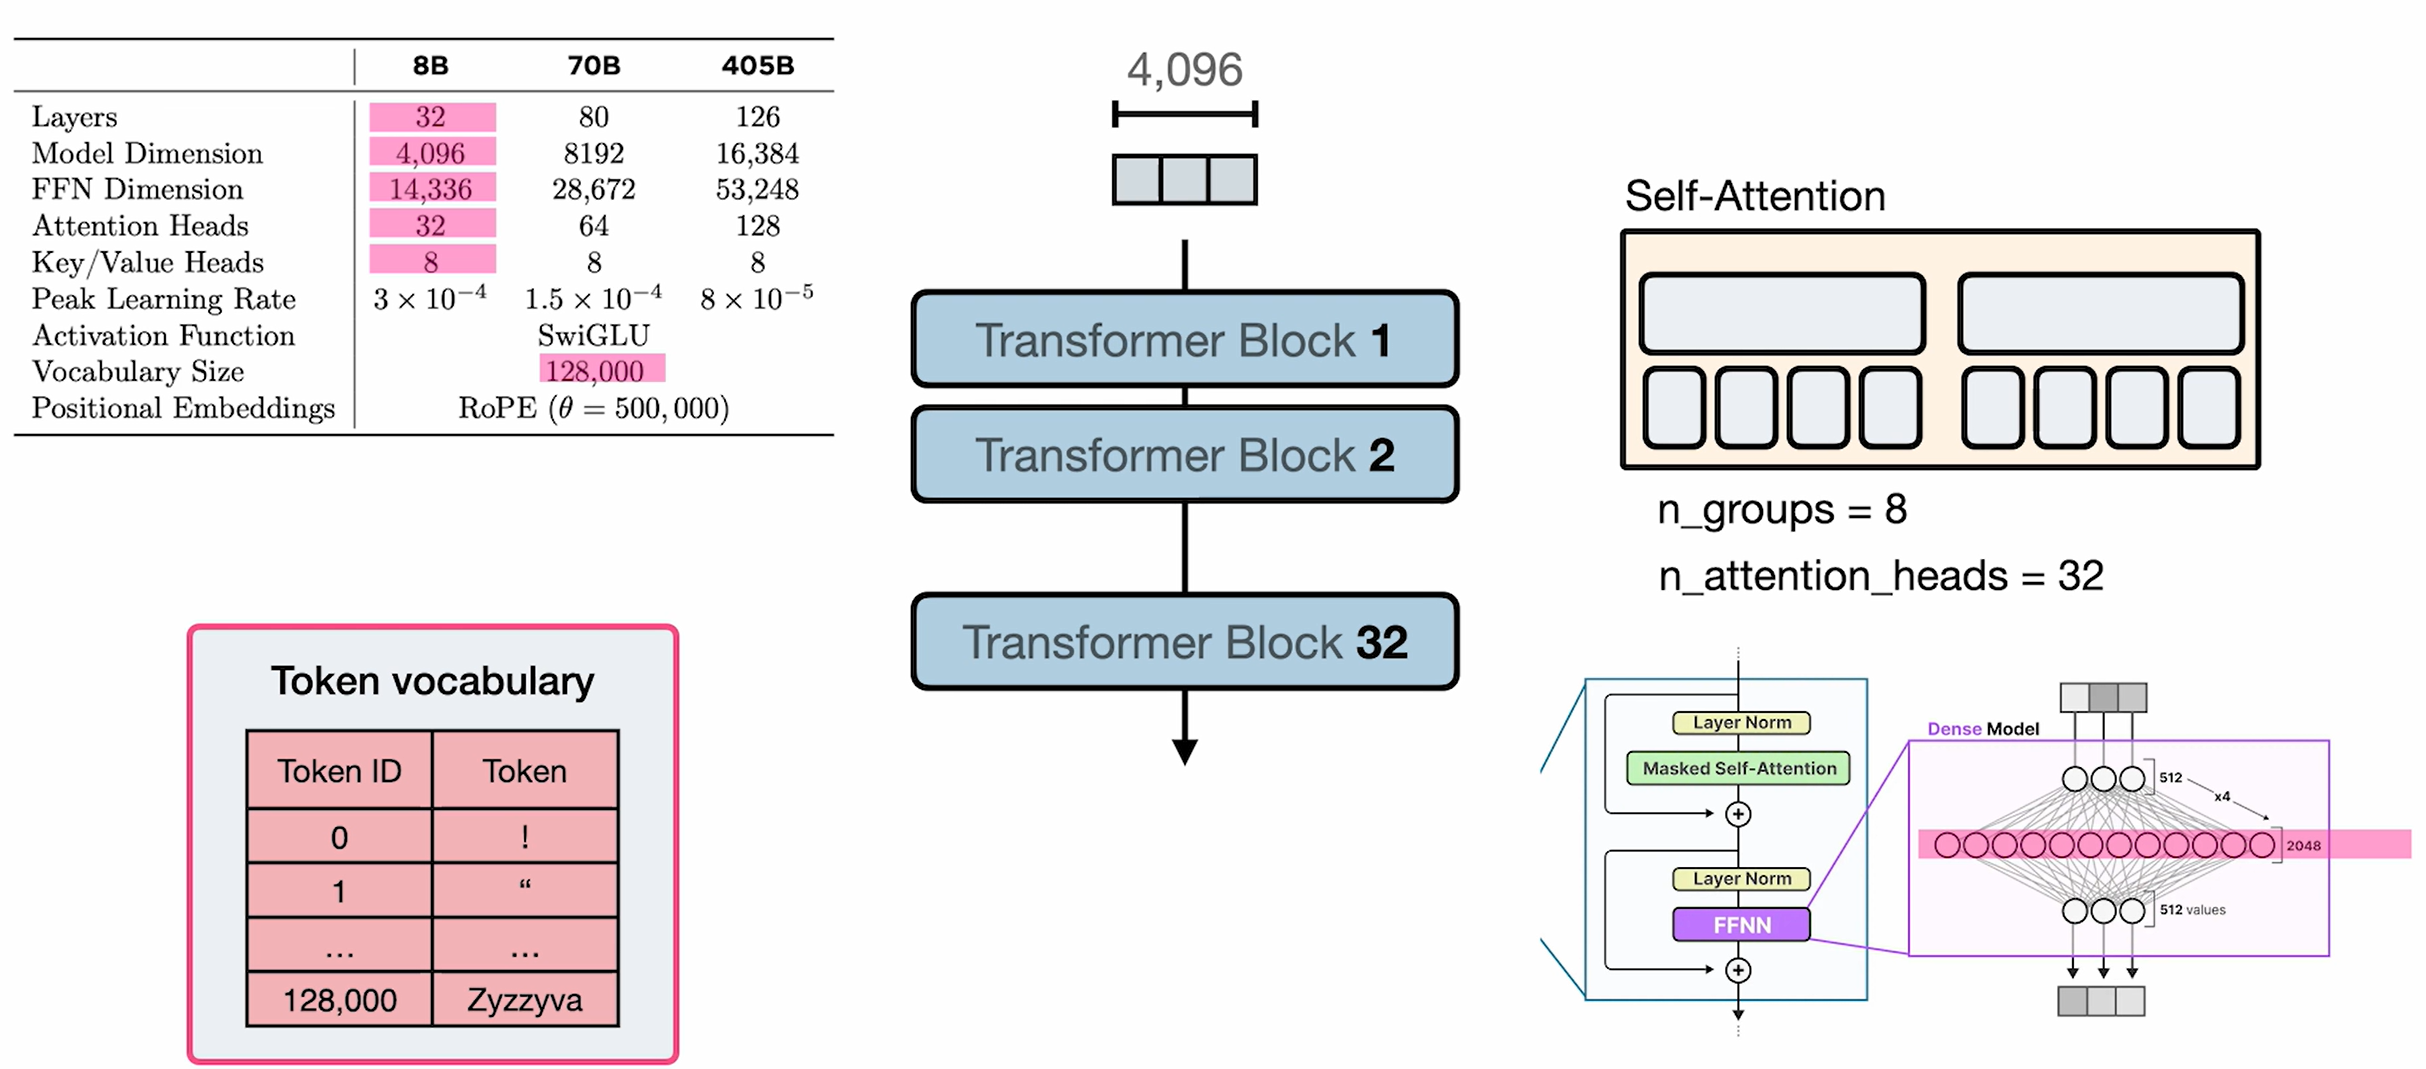 8B 70B 405B
Layers 32 80 126
Model Dimension 4,096 8192 16,384
FFN Dimension 14,336 28,672 53,248
Attention Heads 32 64 128
Key/Value Heads 8 8 8
Peak Learning Rate 3 × 10⁻⁴ 1.5 × 10⁻⁴ 8 × 10⁻⁵
Activation Function SwiGLU
Vocabulary Size 128,000
Positional Embeddings RoPE (θ = 500,000)
Token vocabulary
Token ID Token
0 !
1 “
... ...
128,000 Zyzzyva
4,096
Transformer Block 1
Transformer Block 2
Transformer Block 32
Self-Attention
n_groups = 8
n_attention_heads = 32
Layer Norm
Masked Self-Attention
+
Layer Norm
FFNN
+
Dense Model
512
x4
2048
512 values